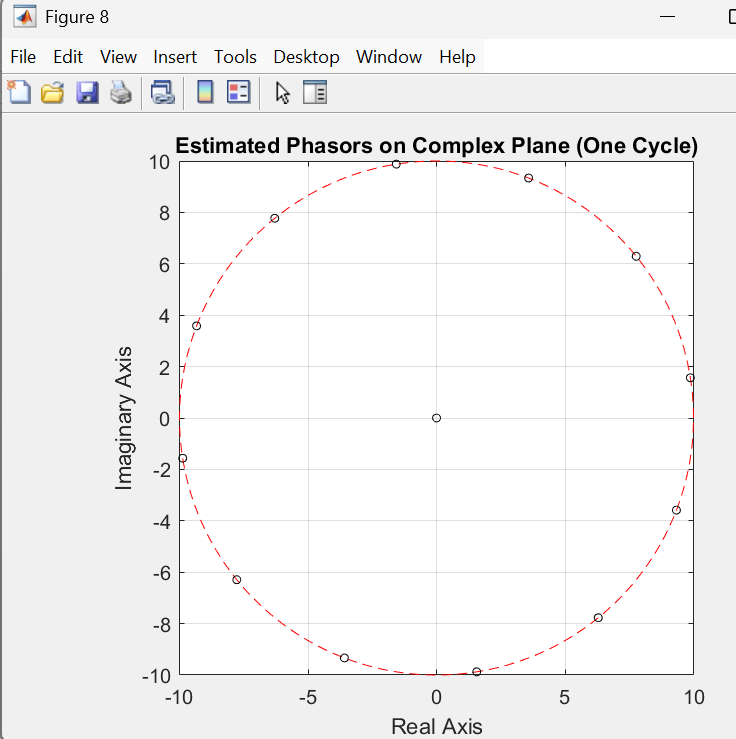 Figure 8
File Edit View Insert Tools Desktop Window Help
Estimated Phasors on Complex Plane (One Cycle)
10
8
6
4
2
0
-2
-4
-6
-8
-10
Imaginary Axis
-10 -5 0 5 10
Real Axis